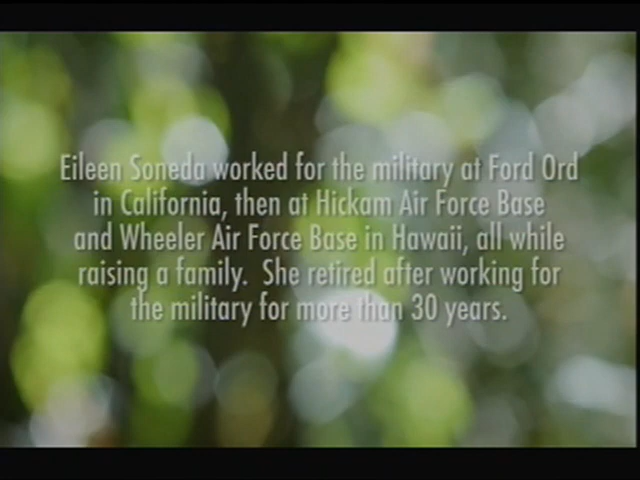 Eileen Soneda worked for the military at Ford Ord
in California, then at Hickam Air Force Base
and Wheeler Air Force Base in Hawaii, all while
raising a family. She retired after working for
the military for more than 30 years.